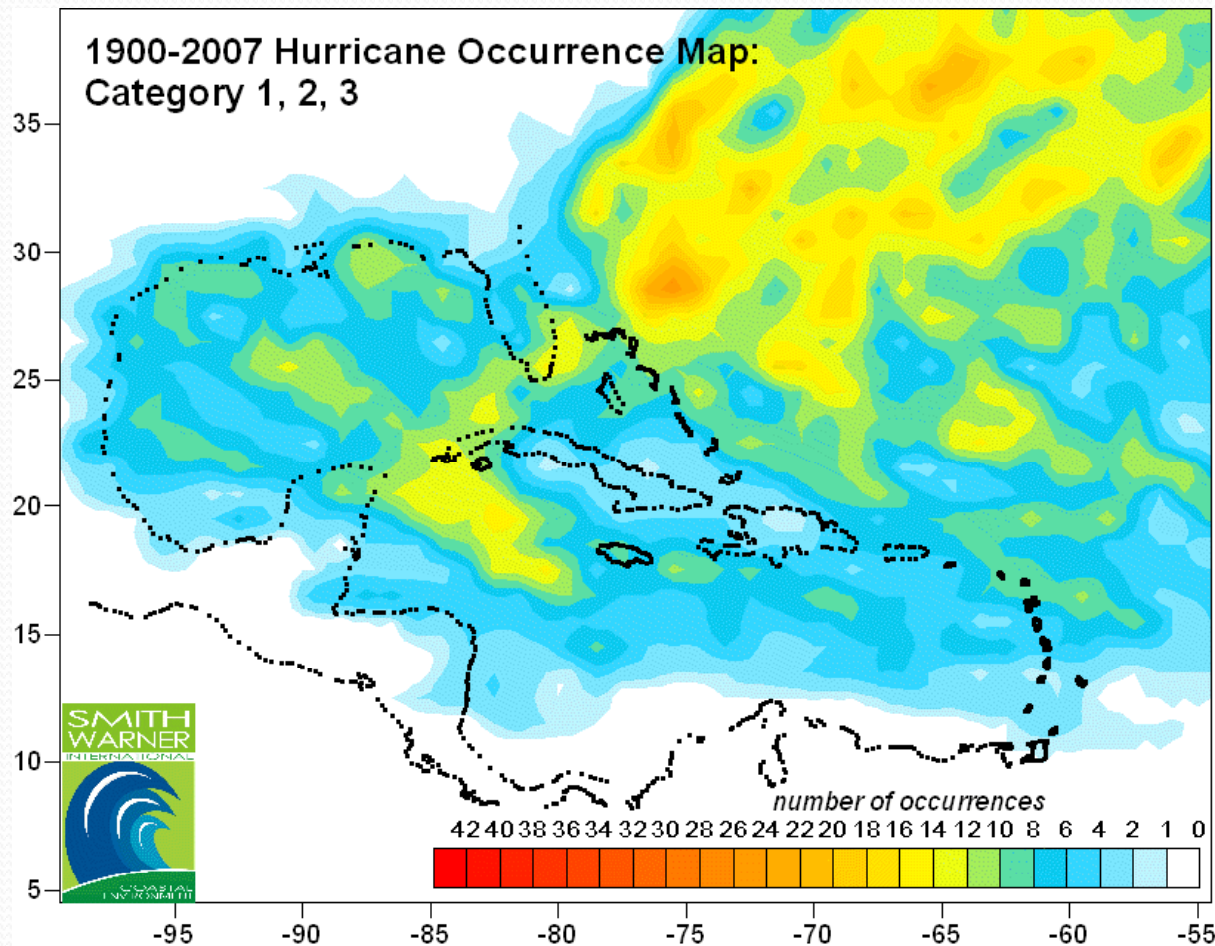 1900-2007 Hurricane Occurrence Map:
Category 1, 2, 3
35
30
25
20
15
10
5
SMITH
WARNER
INTERNATIONAL
COASTAL
number of occurrences
42 40 38 36 34 32 30 28 26 24 22 20 18 16 14 12 10 8 6 4 2 1 0
-95 -90 -85 -80 -75 -70 -65 -60 -55